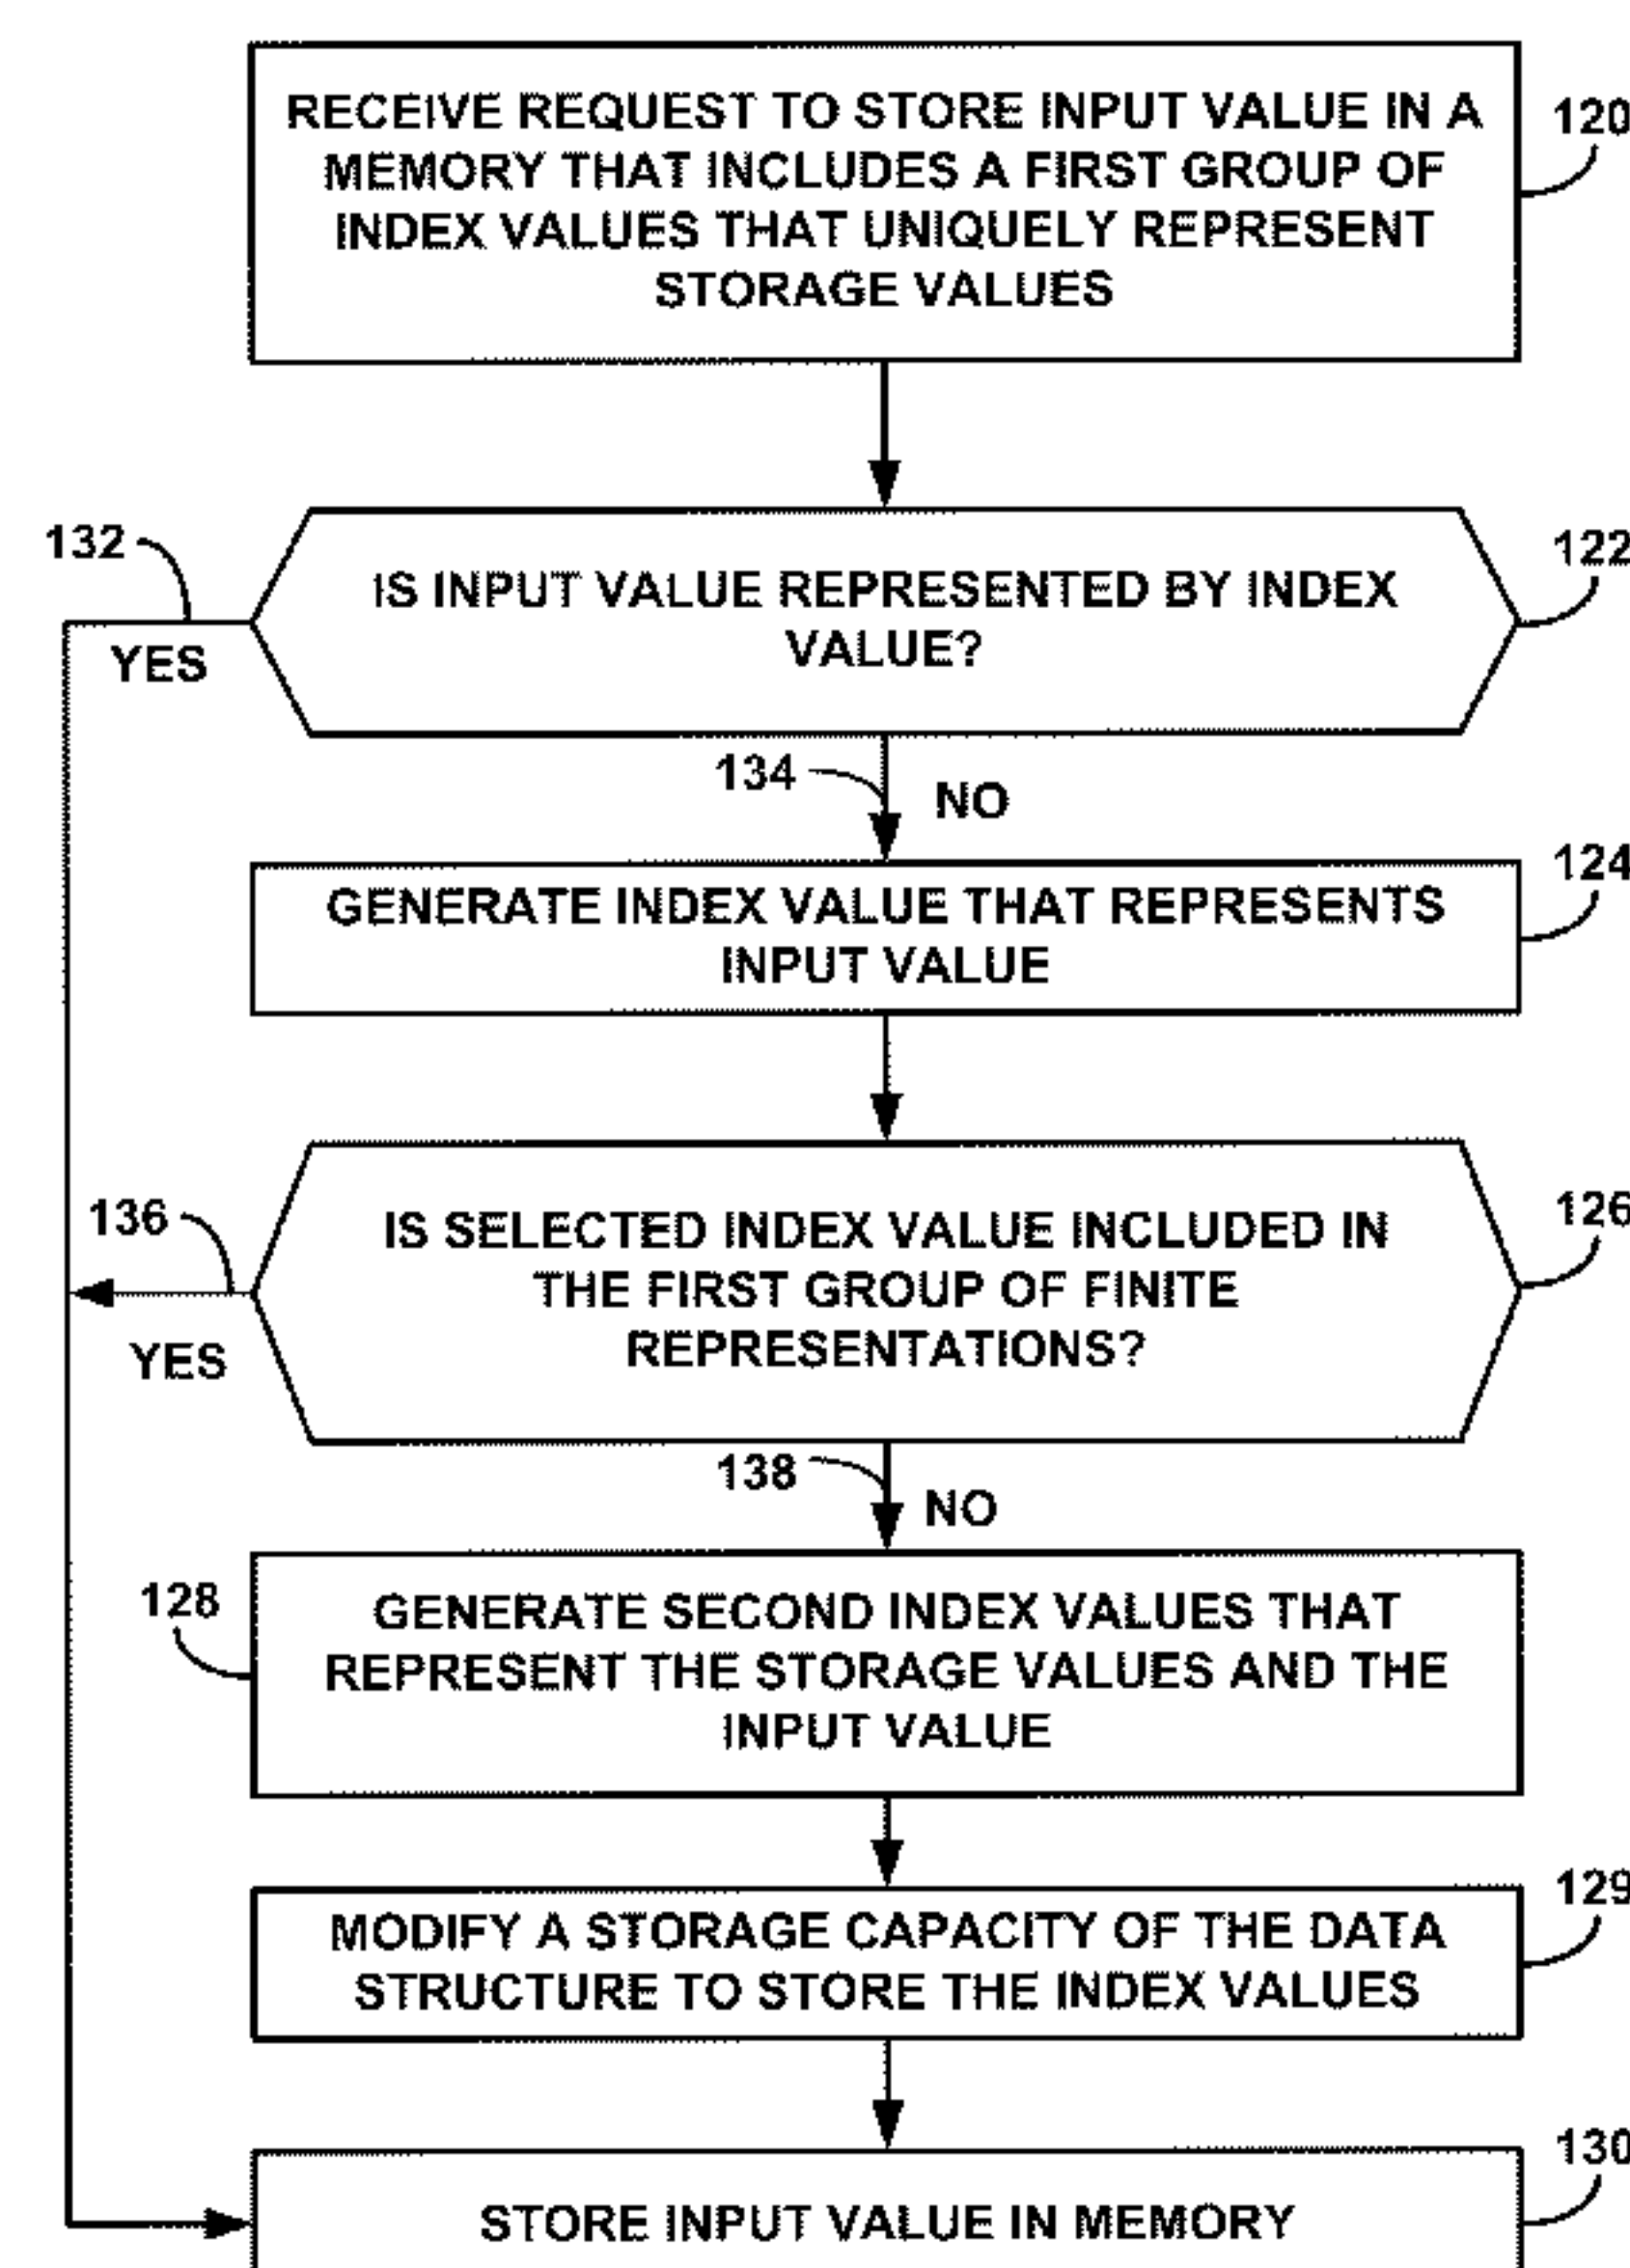 RECEIVE REQUEST TO STORE INPUT VALUE IN A
MEMORY THAT INCLUDES A FIRST GROUP OF
INDEX VALUES THAT UNIQUELY REPRESENT
STORAGE VALUES
120
132
YES
IS INPUT VALUE REPRESENTED BY INDEX
VALUE?
122
134
NO
GENERATE INDEX VALUE THAT REPRESENTS
INPUT VALUE
124
136
YES
IS SELECTED INDEX VALUE INCLUDED IN
THE FIRST GROUP OF FINITE
REPRESENTATIONS?
126
138
NO
128
GENERATE SECOND INDEX VALUES THAT
REPRESENT THE STORAGE VALUES AND THE
INPUT VALUE
MODIFY A STORAGE CAPACITY OF THE DATA
STRUCTURE TO STORE THE INDEX VALUES
129
STORE INPUT VALUE IN MEMORY
130